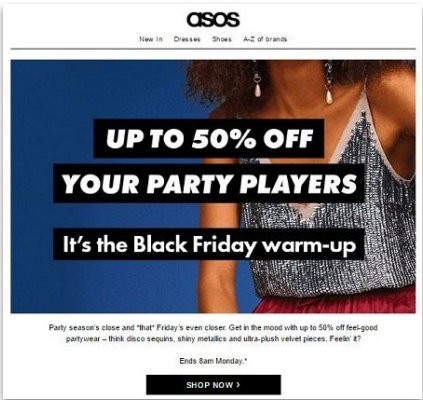 asos
New In Dresses Shoes A-Z of brands
UP TO 50% OFF
YOUR PARTY PLAYERS
It's the Black Friday warm-up
Party season's close and *that* Friday's even closer. Get in the mood with up to 50% off feel-good
partywear – think disco sequins, shiny metallics and ultra-plush velvet pieces. Feelin' it?
Ends 8am Monday.*
SHOP NOW ›